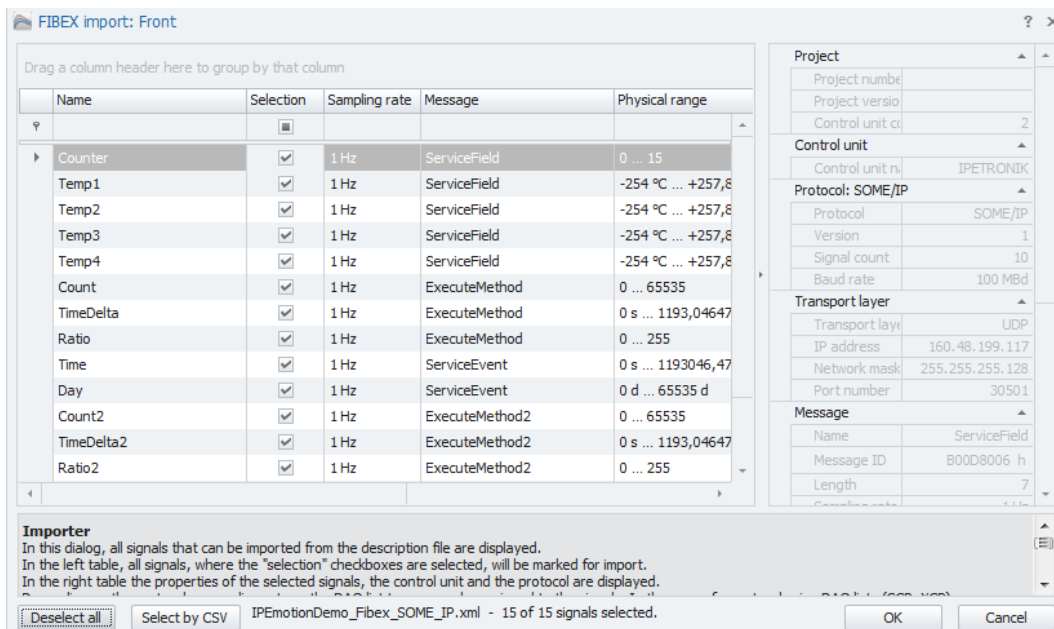 FIBEX import: Front
?
Drag a column header here to group by that column
Name Selection Sampling rate Message Physical range
Counter 1 Hz ServiceField 0 ... 15
Temp1 1 Hz ServiceField -254 °C ... +257,8
Temp2 1 Hz ServiceField -254 °C ... +257,8
Temp3 1 Hz ServiceField -254 °C ... +257,8
Temp4 1 Hz ServiceField -254 °C ... +257,8
Count 1 Hz ExecuteMethod 0 ... 65535
TimeDelta 1 Hz ExecuteMethod 0 s ... 1193,04647
Ratio 1 Hz ExecuteMethod 0 ... 255
Time 1 Hz ServiceEvent 0 s ... 1193046,47
Day 1 Hz ServiceEvent 0 d ... 65535 d
Count2 1 Hz ExecuteMethod2 0 ... 65535
TimeDelta2 1 Hz ExecuteMethod2 0 s ... 1193,04647
Ratio2 1 Hz ExecuteMethod2 0 ... 255
Project
Project numbe
Project versio
Control unit co 2
Control unit
Control unit na IPETRONIK
Protocol: SOME/IP
Protocol SOME/IP
Version 1
Signal count 10
Baud rate 100 MBd
Transport layer
Transport laye UDP
IP address 160.48.199.117
Network mask 255.255.255.128
Port number 30501
Message
Name ServiceField
Message ID B00D8006 h
Length 7
Importer
In this dialog, all signals that can be imported from the description file are displayed.
In the left table, all signals, where the "selection" checkboxes are selected, will be marked for import.
In the right table the properties of the selected signals, the control unit and the protocol are displayed.
Deselect all Select by CSV IPEmotionDemo_Fibex_SOME_IP.xml - 15 of 15 signals selected. OK Cancel